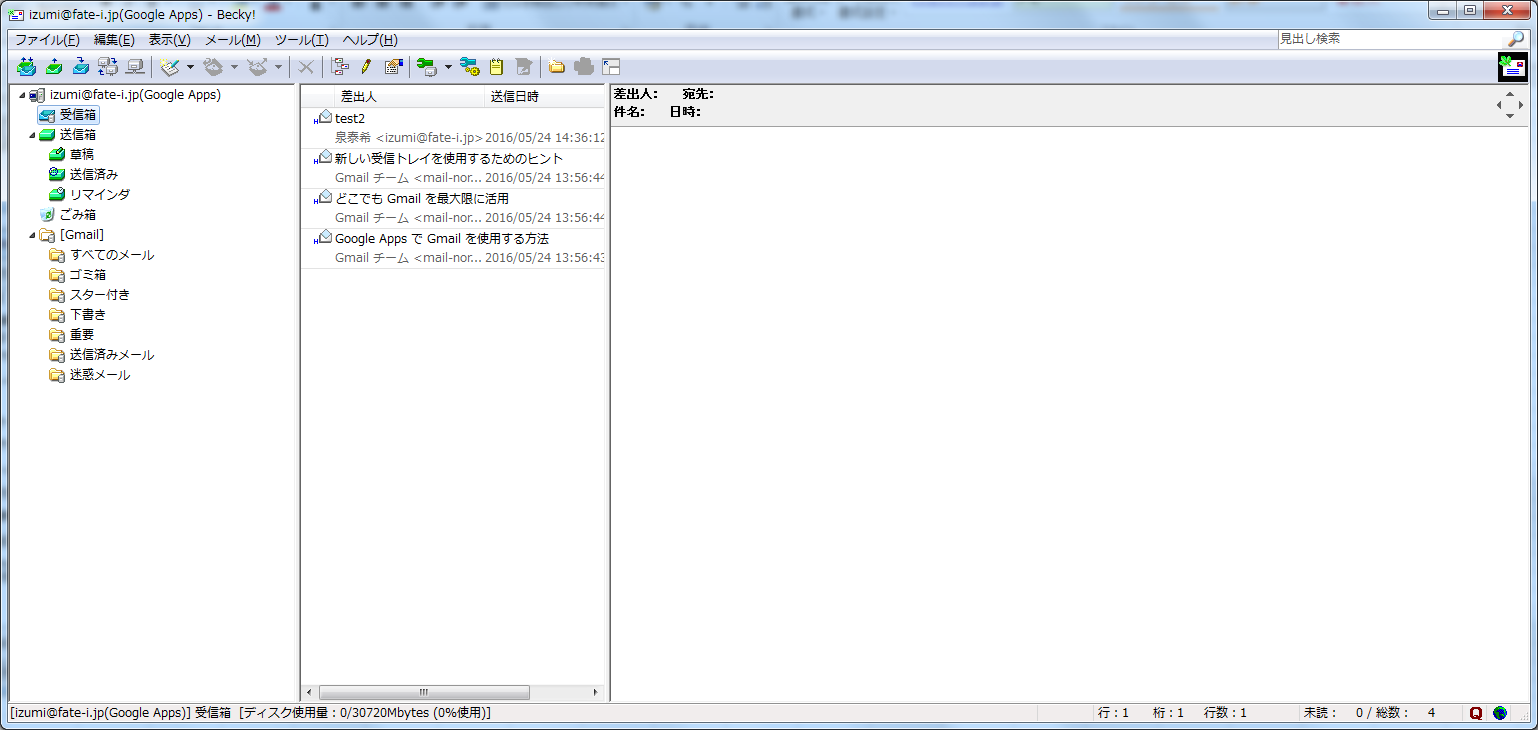 izumi@fate-i.jp(Google Apps) - Becky!
ファイル(F) 編集(E) 表示(V) メール(M) ツール(T) ヘルプ(H)
見出し検索
izumi@fate-i.jp(Google Apps)
受信箱
送信箱
草稿
送信済み
リマインダ
ごみ箱
[Gmail]
すべてのメール
ゴミ箱
スター付き
下書き
重要
送信済みメール
迷惑メール
差出人 送信日時
test2
泉泰希 <izumi@fate-i.jp> 2016/05/24 14:36:12
新しい受信トレイを使用するためのヒント
Gmail チーム <mail-nor... 2016/05/24 13:56:44
どこでも Gmail を最大限に活用
Gmail チーム <mail-nor... 2016/05/24 13:56:44
Google Apps で Gmail を使用する方法
Gmail チーム <mail-nor... 2016/05/24 13:56:43
差出人: 宛先:
件名: 日時:
[izumi@fate-i.jp(Google Apps)] 受信箱 [ディスク使用量：0/30720Mbytes (0%使用)]
行：1 桁：1 行数：1 未読： 0 / 総数： 4